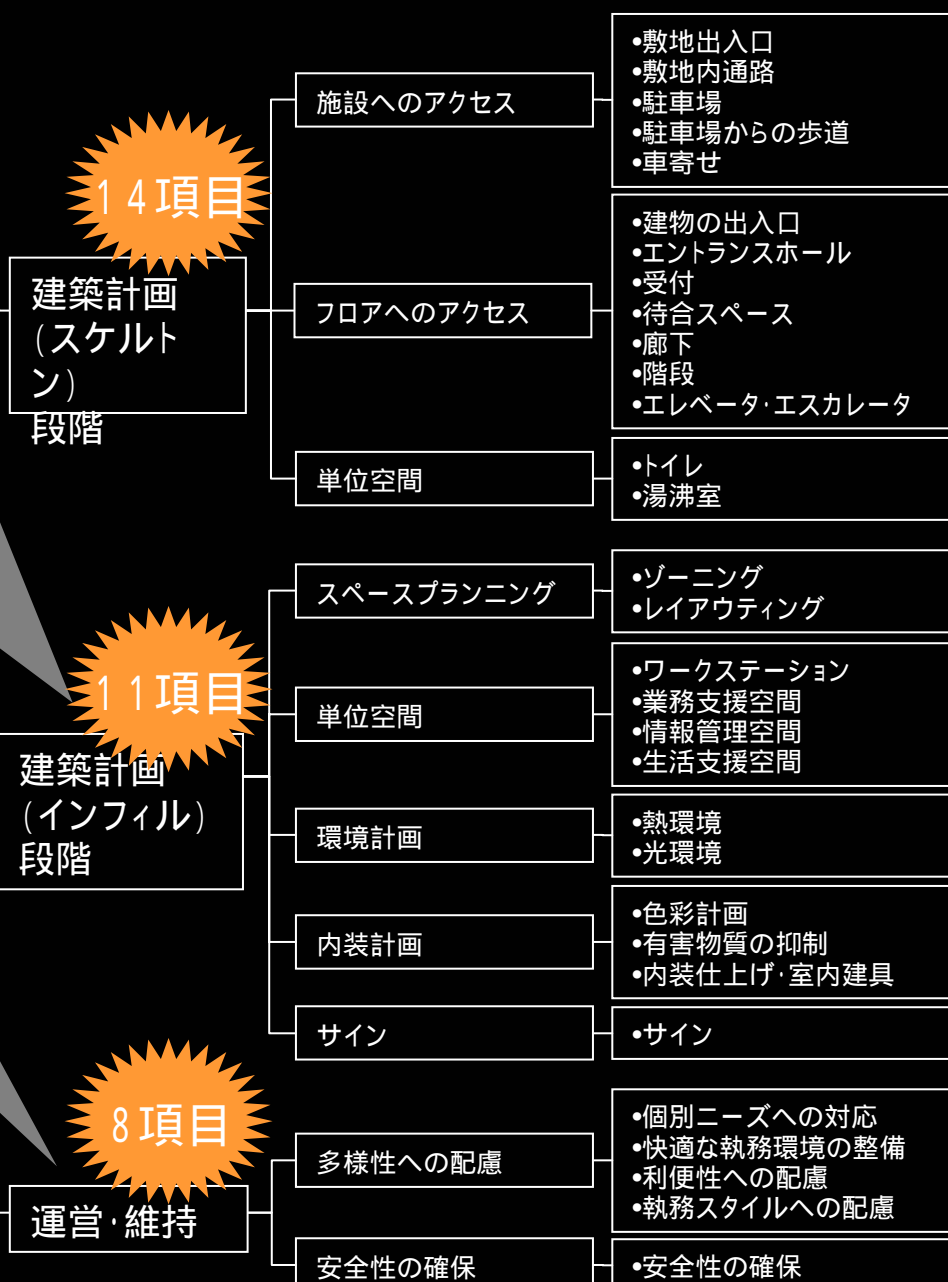 14項目
建築計画
(スケルト
ン)
段階
施設へのアクセス
•敷地出入口
•敷地内通路
•駐車場
•駐車場からの歩道
•車寄せ
フロアへのアクセス
•建物の出入口
•エントランスホール
•受付
•待合スペース
•廊下
•階段
•エレベータ・エスカレータ
単位空間
•トイレ
•湯沸室
11項目
建築計画
(インフィル)
段階
スペースプランニング
•ゾーニング
•レイアウティング
単位空間
•ワークステーション
•業務支援空間
•情報管理空間
•生活支援空間
環境計画
•熱環境
•光環境
内装計画
•色彩計画
•有害物質の抑制
•内装仕上げ・室内建具
サイン
•サイン
8項目
運営・維持
多様性への配慮
•個別ニーズへの対応
•快適な執務環境の整備
•利便性への配慮
•執務スタイルへの配慮
安全性の確保
•安全性の確保